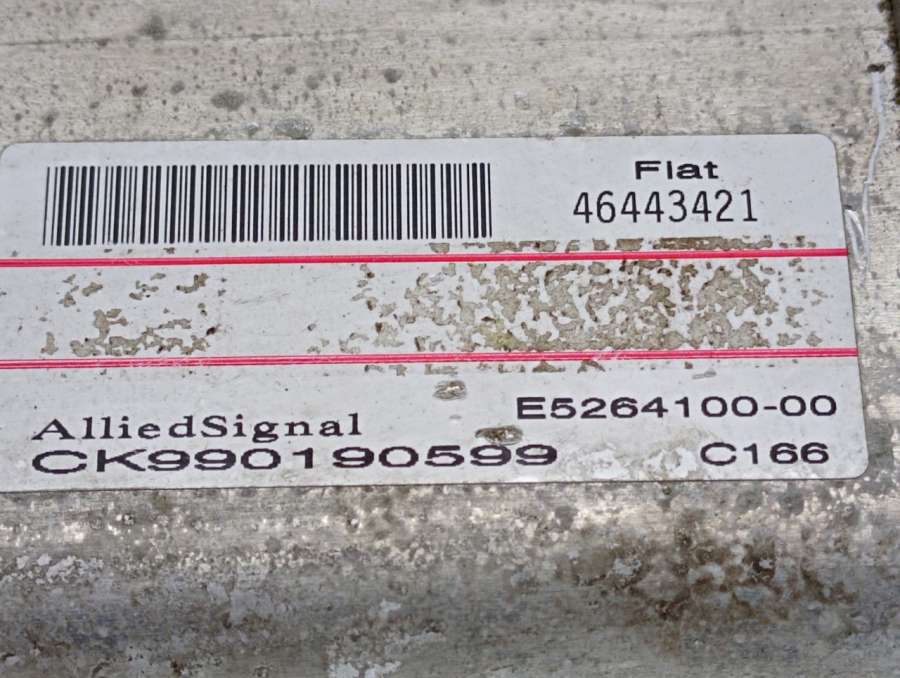 Fiat
46443421
E5264100-00
AlliedSignal
CK990190599
C166